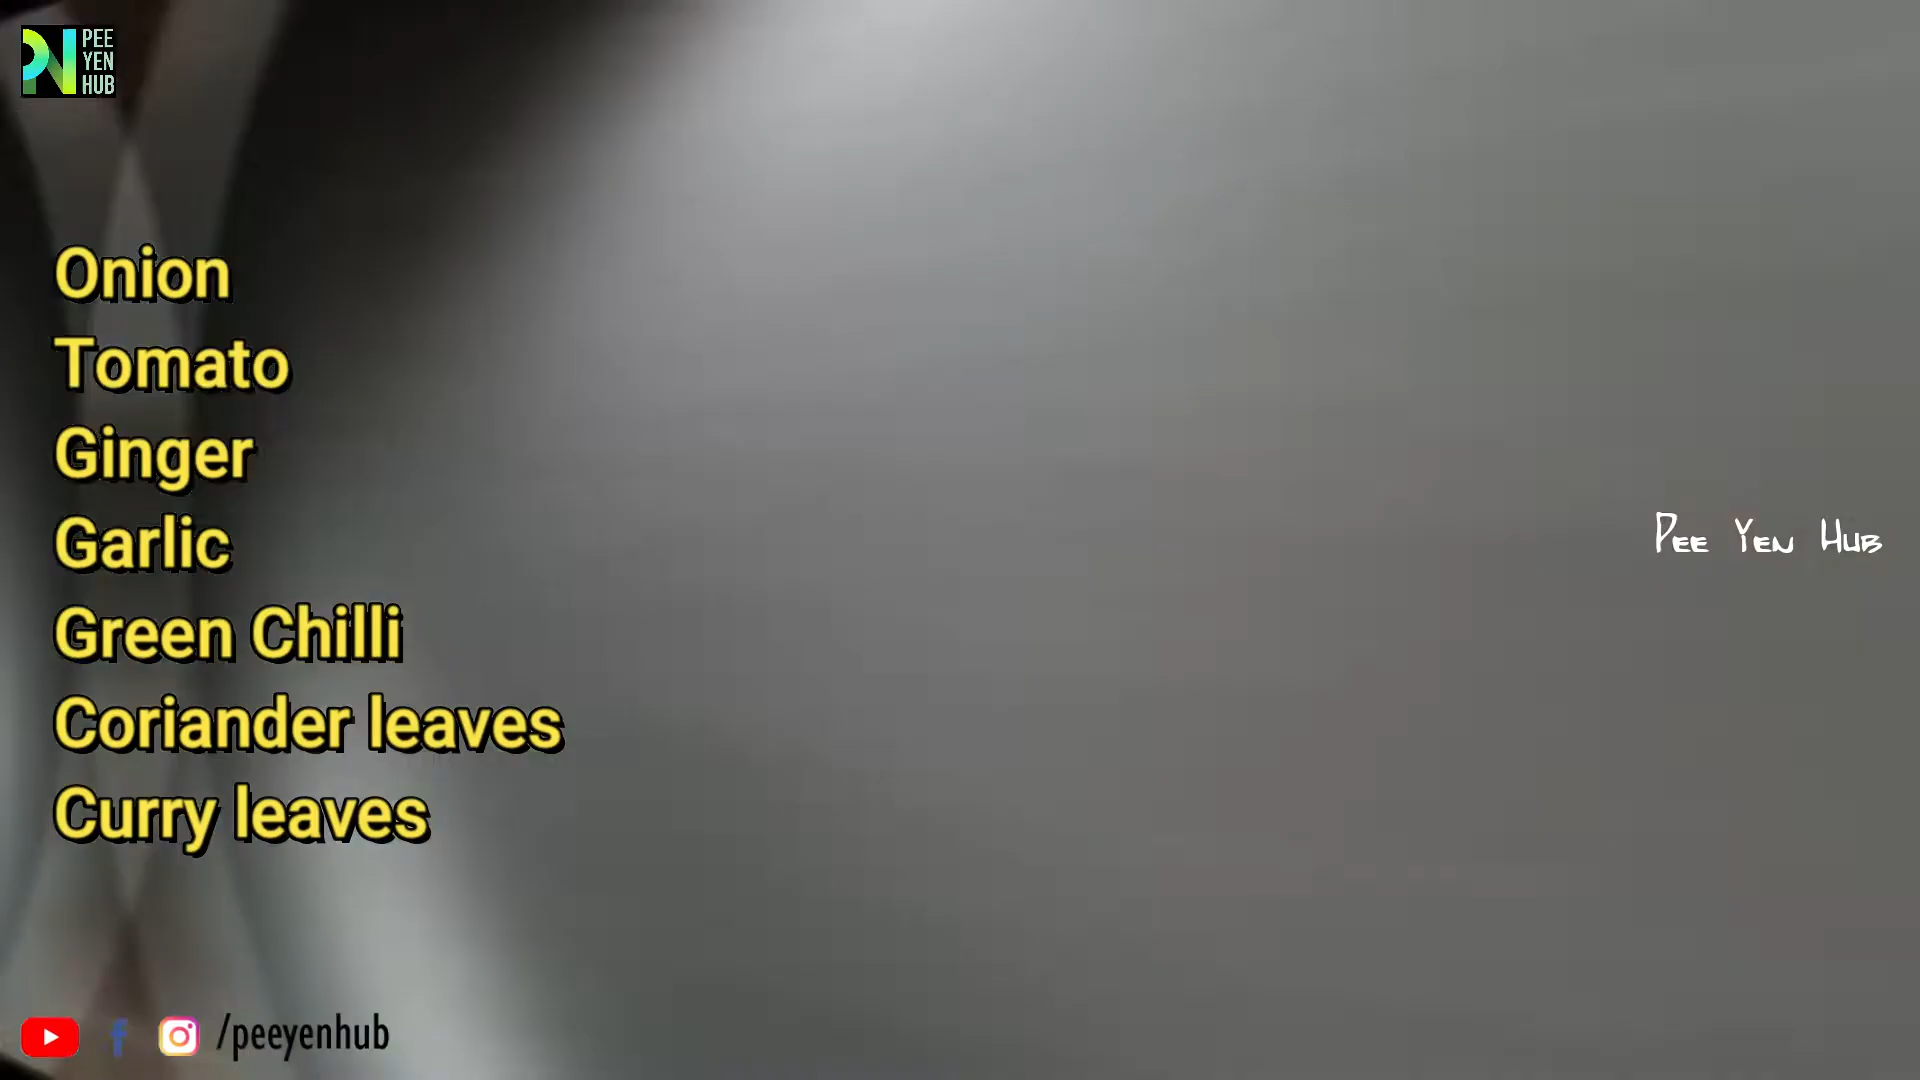 PEE
YEN
HUB
Onion
Tomato
Ginger
Garlic
Green Chilli
Coriander leaves
Curry leaves
Pee Yen Hub
/peeyenhub